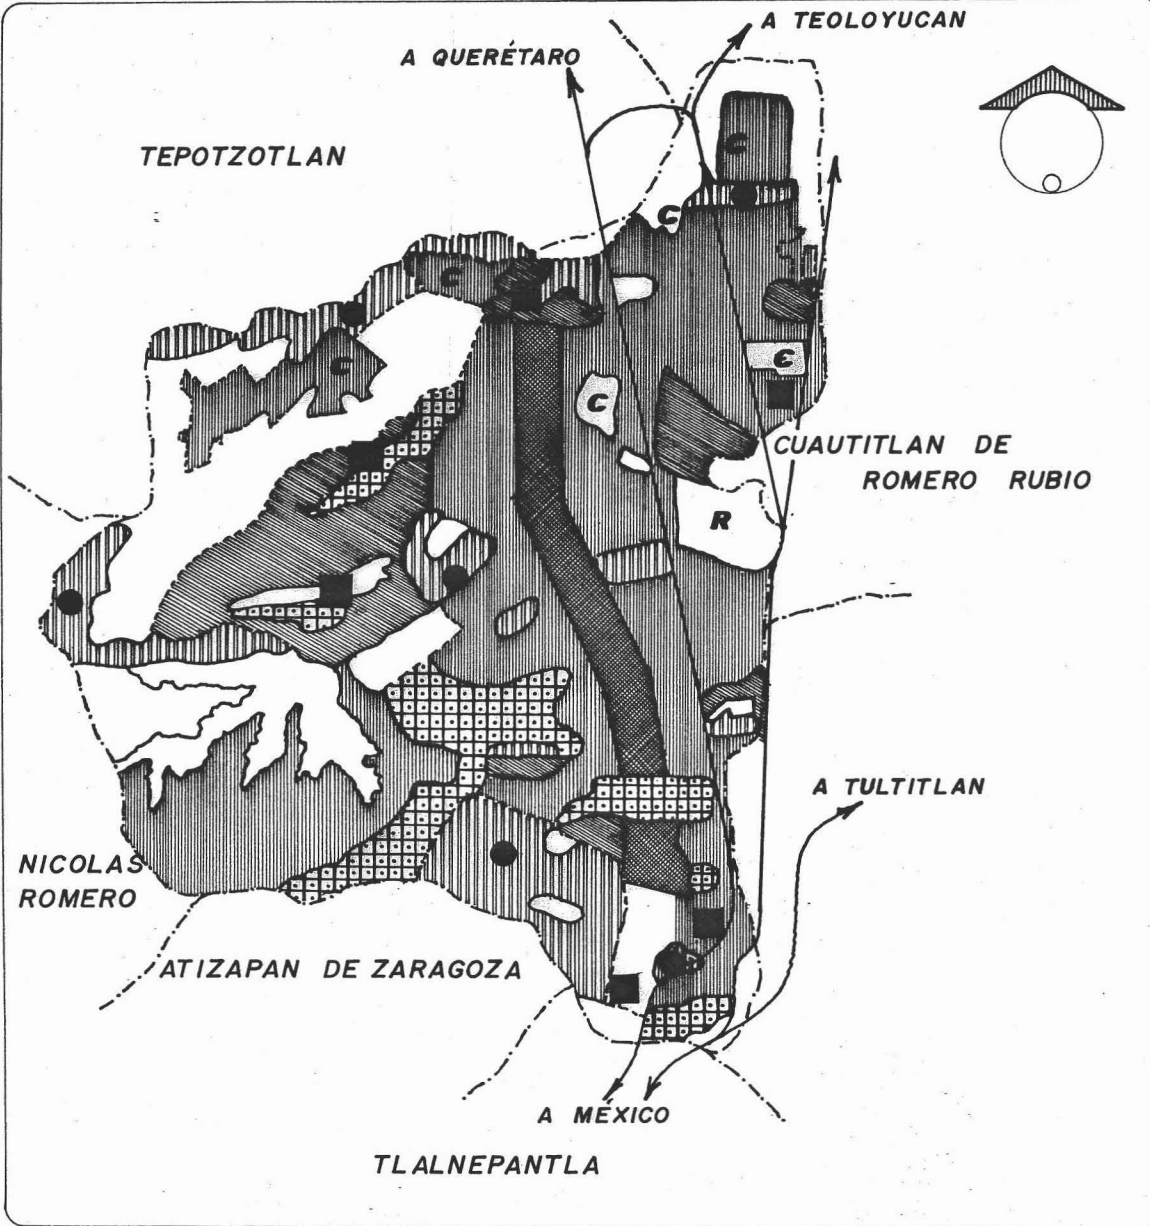 A TEOLOYUCAN
A QUERÉTARO
TEPOTZOTLAN
C
C
C
C
C
C
CUAUTITLAN DE
ROMERO RUBIO
R
A TULTITLAN
NICOLAS
ROMERO
ATIZAPAN DE ZARAGOZA
A MÉXICO
TLALNEPANTLA